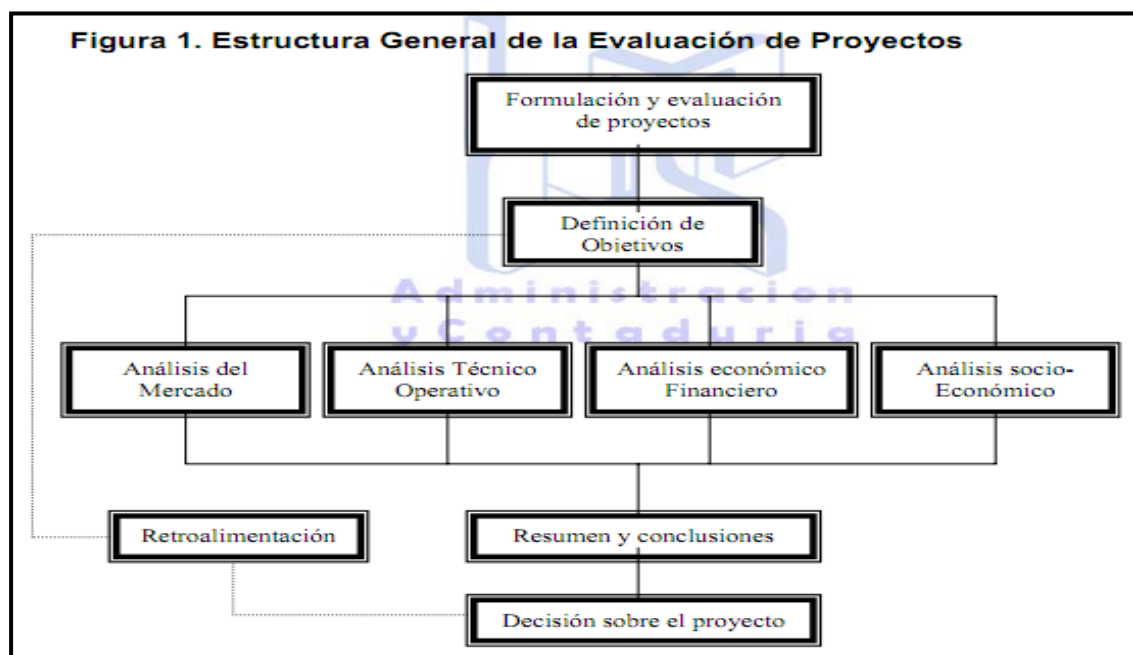 Figura 1. Estructura General de la Evaluación de Proyectos
Formulación y evaluación
de proyectos
Definición de
Objetivos
Administracion
y Contaduria
Análisis del
Mercado
Análisis Técnico
Operativo
Análisis económico
Financiero
Análisis socio-
Económico
Retroalimentación
Resumen y conclusiones
Decisión sobre el proyecto